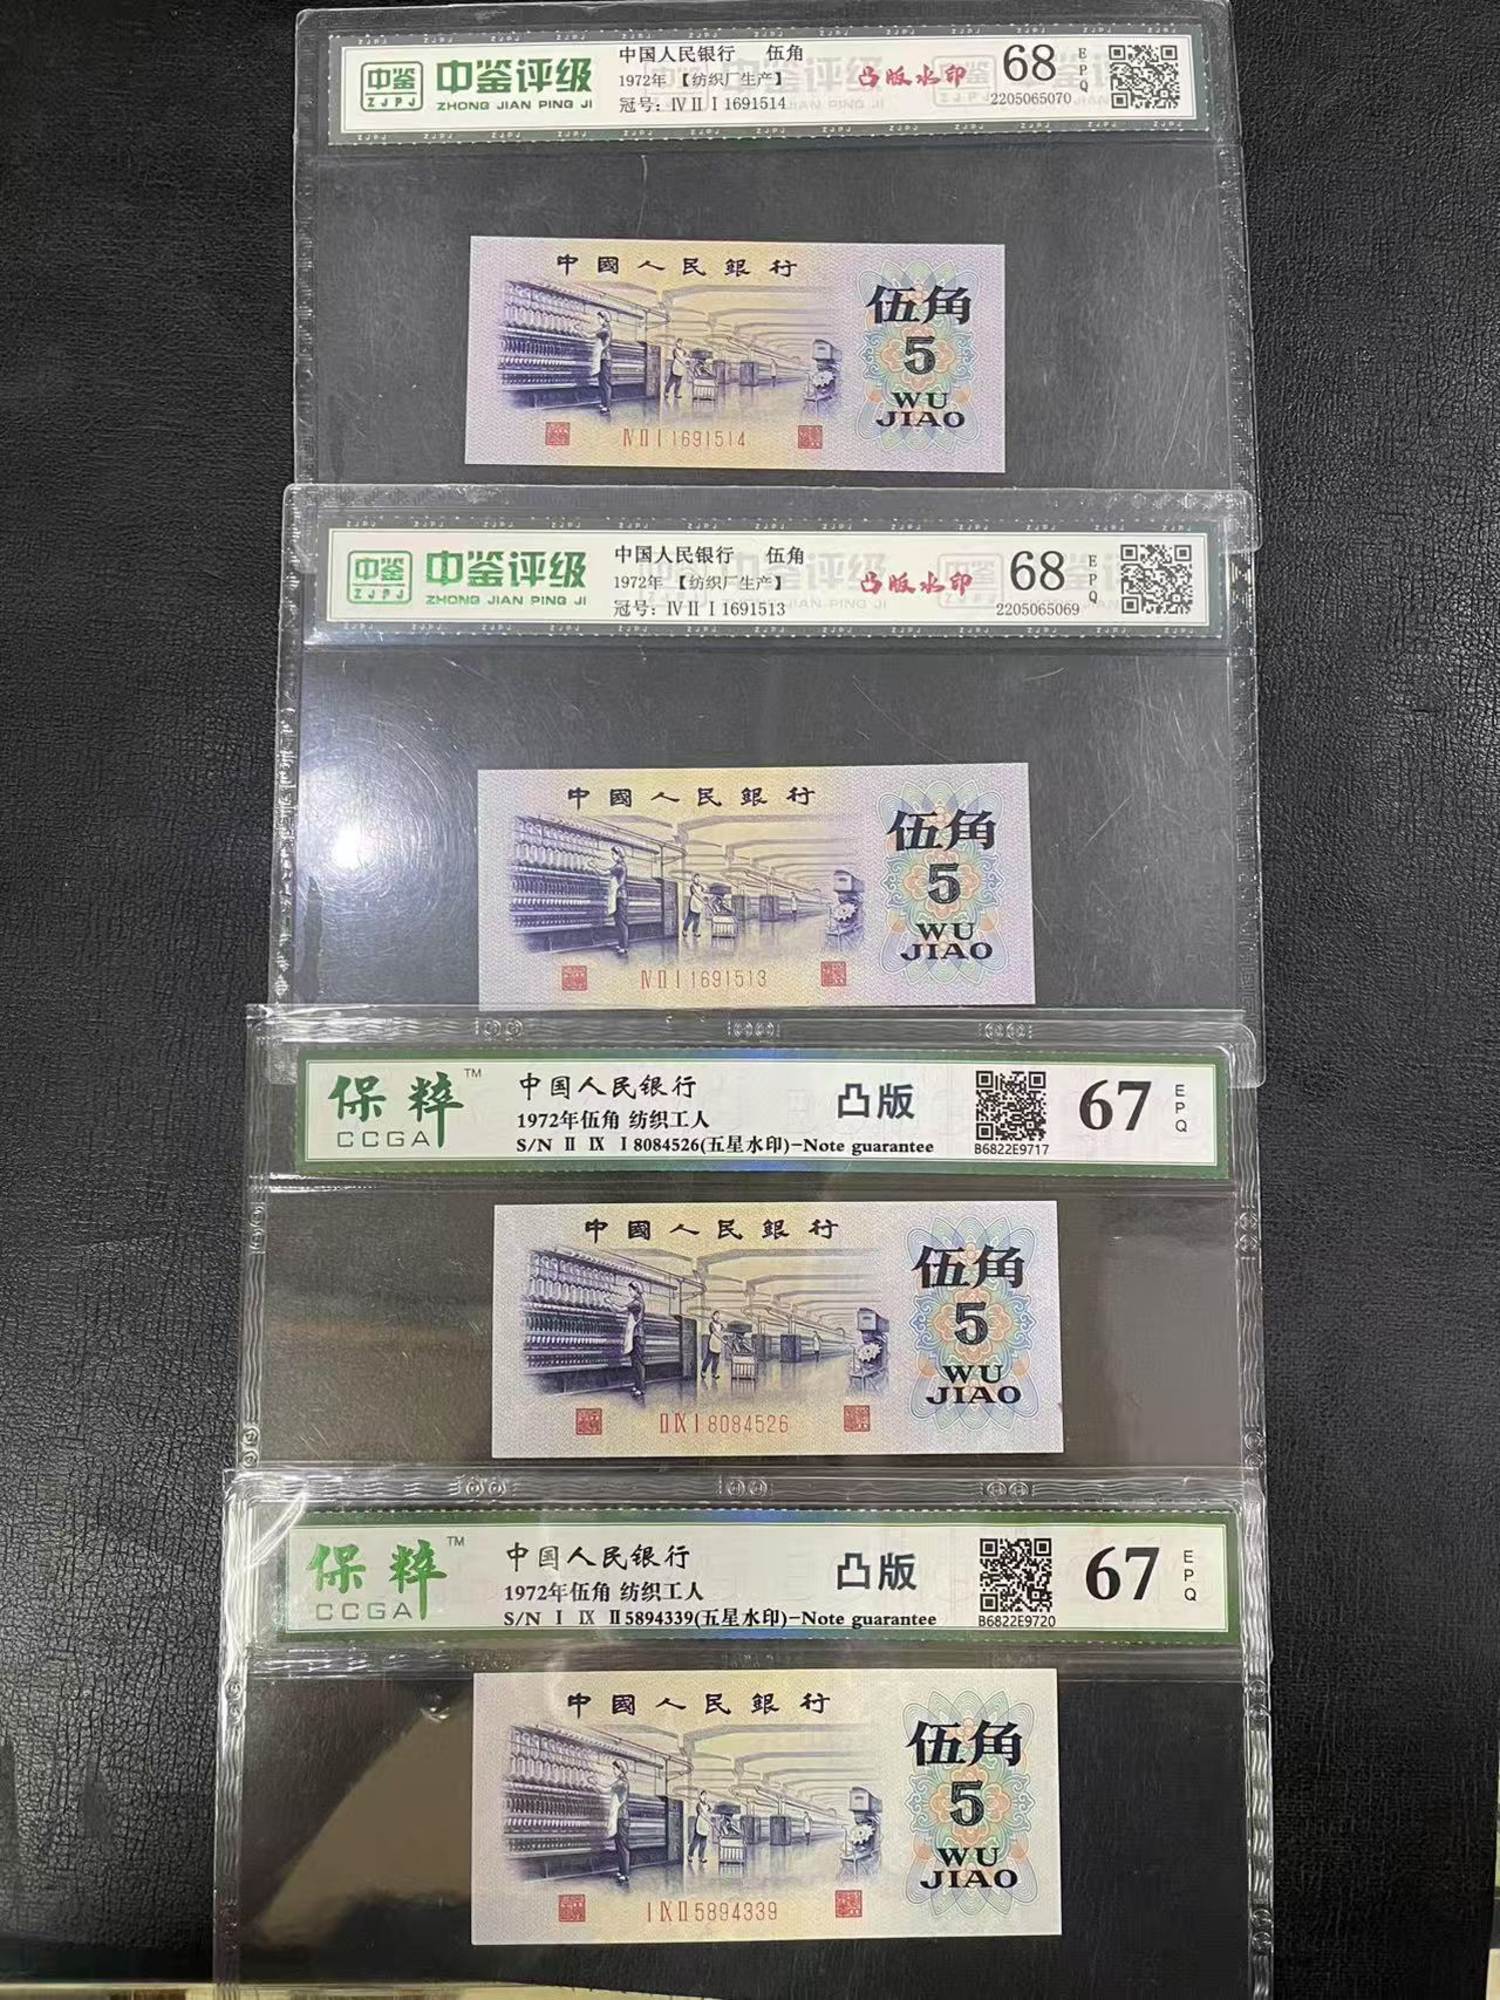 中鉴
ZJPJ
中鉴评级
ZHONG JIAN PING JI
中国人民银行 伍角
1972年 【纺织厂生产】
冠号: Ⅳ Ⅱ Ⅰ 1691514
凸版水印
68
EPQ
2205065070
中國人民銀行
伍角
5
WU
JIAO
Ⅳ Ⅱ Ⅰ 1691514
中鉴
ZJPJ
中鉴评级
ZHONG JIAN PING JI
中国人民银行 伍角
1972年 【纺织厂生产】
冠号: Ⅳ Ⅱ Ⅰ 1691513
凸版水印
68
EPQ
2205065069
中國人民銀行
伍角
5
WU
JIAO
Ⅳ Ⅱ Ⅰ 1691513
保粹 TM
CCGA
中国人民银行
1972年伍角 纺织工人
S/N Ⅱ Ⅸ Ⅰ 8084526(五星水印)-Note guarantee
凸版
B6822E9717
67
EPQ
中國人民銀行
伍角
5
WU
JIAO
Ⅱ Ⅸ Ⅰ 8084526
保粹 TM
CCGA
中国人民银行
1972年伍角 纺织工人
S/N Ⅰ Ⅸ Ⅱ 5894339(五星水印)-Note guarantee
凸版
B6822E9720
67
EPQ
中國人民銀行
伍角
5
WU
JIAO
Ⅰ Ⅸ Ⅱ 5894339